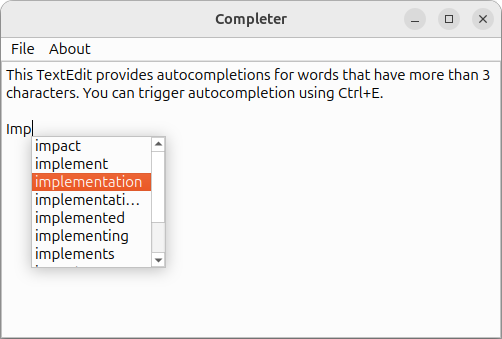 Completer
File About
This TextEdit provides autocompletions for words that have more than 3
characters. You can trigger autocompletion using Ctrl+E.
Imp
impact
implement
implementation
implementati…
implemented
implementing
implements